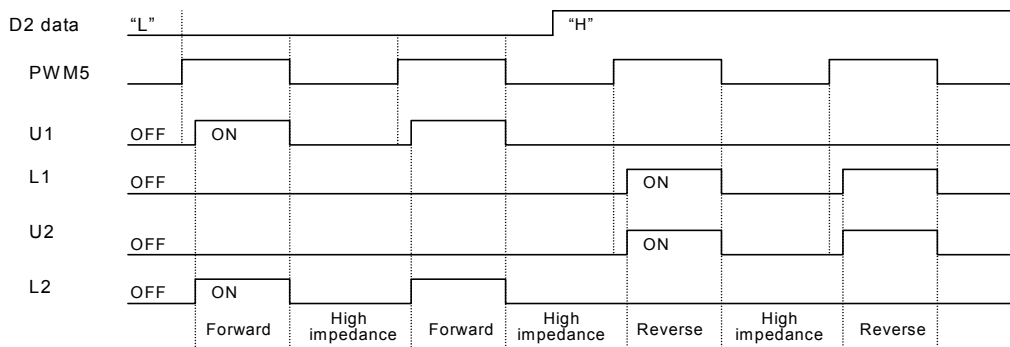 D2 data "L" "H"
PWM5
U1 OFF ON
L1 OFF ON
U2 OFF ON
L2 OFF ON
Forward High impedance Forward High impedance Reverse High impedance Reverse